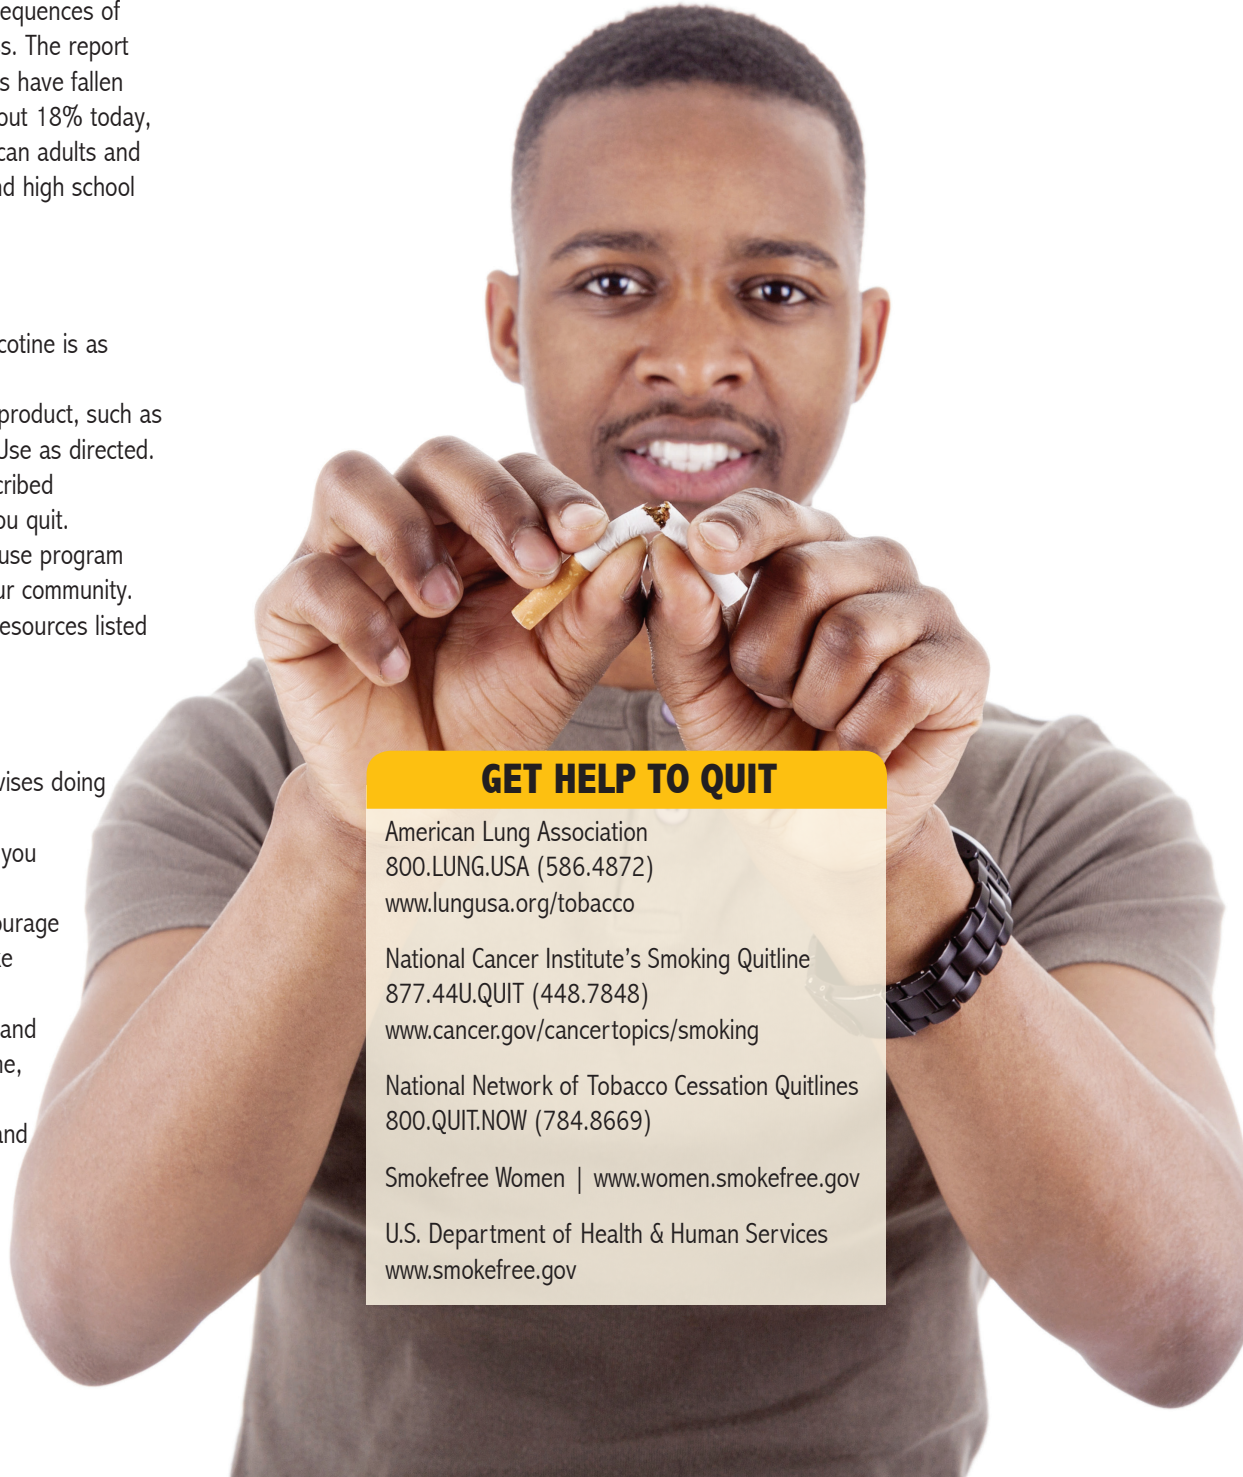 equences of
s. The report
s have fallen
out 18% today,
can adults and
nd high school
cotine is as
product, such as
Use as directed.
cribed
ou quit.
use program
ur community.
esources listed
vises doing
you
ourage
ke
and
ne,
and
GET HELP TO QUIT
American Lung Association
800.LUNG.USA (586.4872)
www.lungusa.org/tobacco
National Cancer Institute’s Smoking Quitline
877.44U.QUIT (448.7848)
www.cancer.gov/cancertopics/smoking
National Network of Tobacco Cessation Quitlines
800.QUIT.NOW (784.8669)
Smokefree Women | www.women.smokefree.gov
U.S. Department of Health & Human Services
www.smokefree.gov